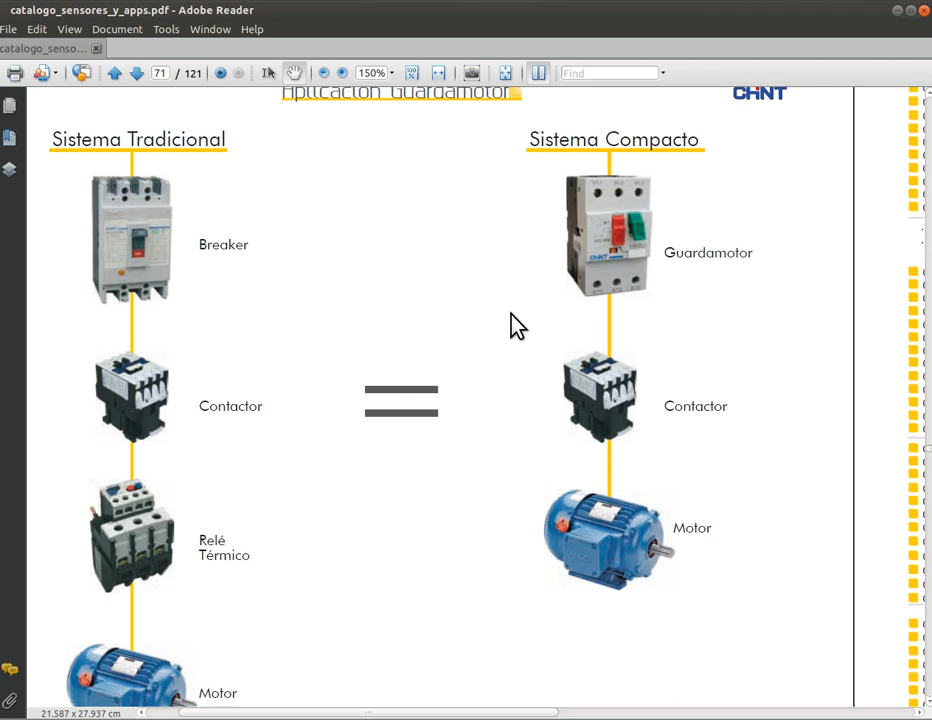 catalogo_sensores_y_apps.pdf - Adobe Reader
File Edit View Document Tools Window Help
catalogo_senso...
71 / 121 150% Find
Aplicación Guardamotor
CHNT
Sistema Tradicional
Sistema Compacto
Breaker
Guardamotor
CHNT
Contactor
Contactor
Relé
Térmico
Motor
Motor
21.587 x 27.937 cm